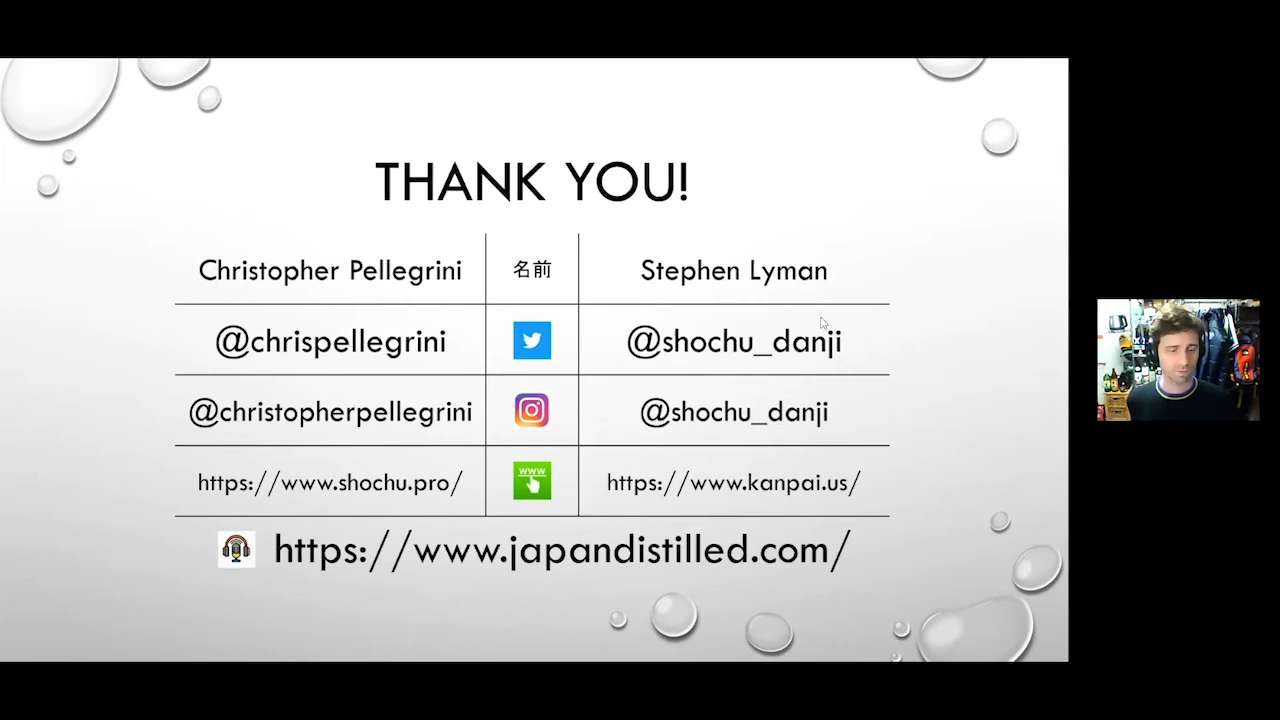 THANK YOU!
Christopher Pellegrini 名前 Stephen Lyman
@chrispellegrini @shochu_danji
@christopherpellegrini @shochu_danji
https://www.shochu.pro/ www https://www.kanpai.us/
https://www.japandistilled.com/